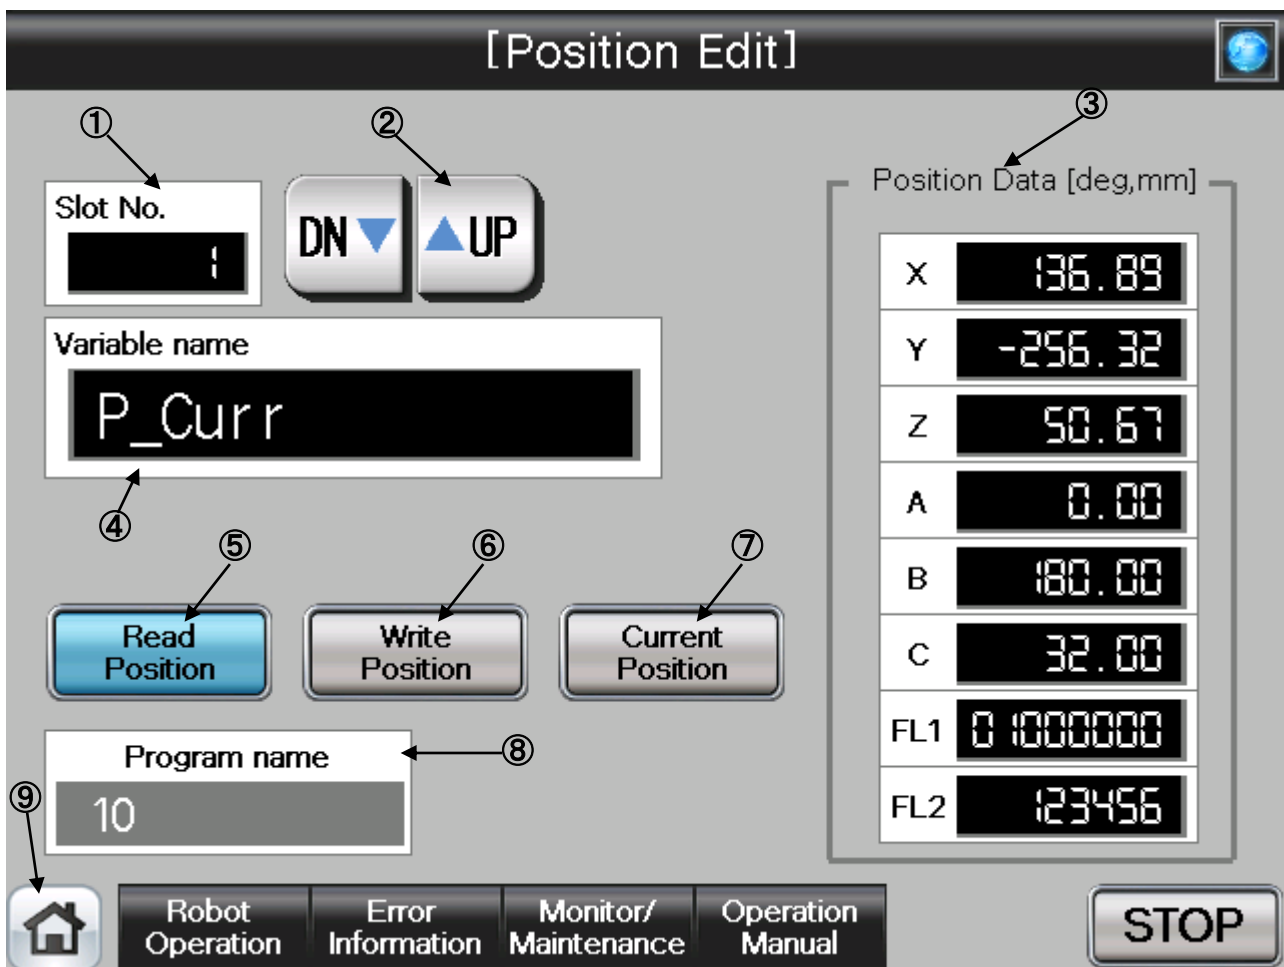 [Position Edit]
① ② ③
Slot No.
1
DN ▼ ▲ UP
Variable name
P_Curr
④
⑤ ⑥ ⑦
Read
Position
Write
Position
Current
Position
Program name
⑧
10
⑨
Position Data [deg,mm]
X 136.89
Y -256.32
Z 50.67
A 0.00
B 180.00
C 32.00
FL1 01000000
FL2 123456
Robot
Operation
Error
Information
Monitor/
Maintenance
Operation
Manual
STOP